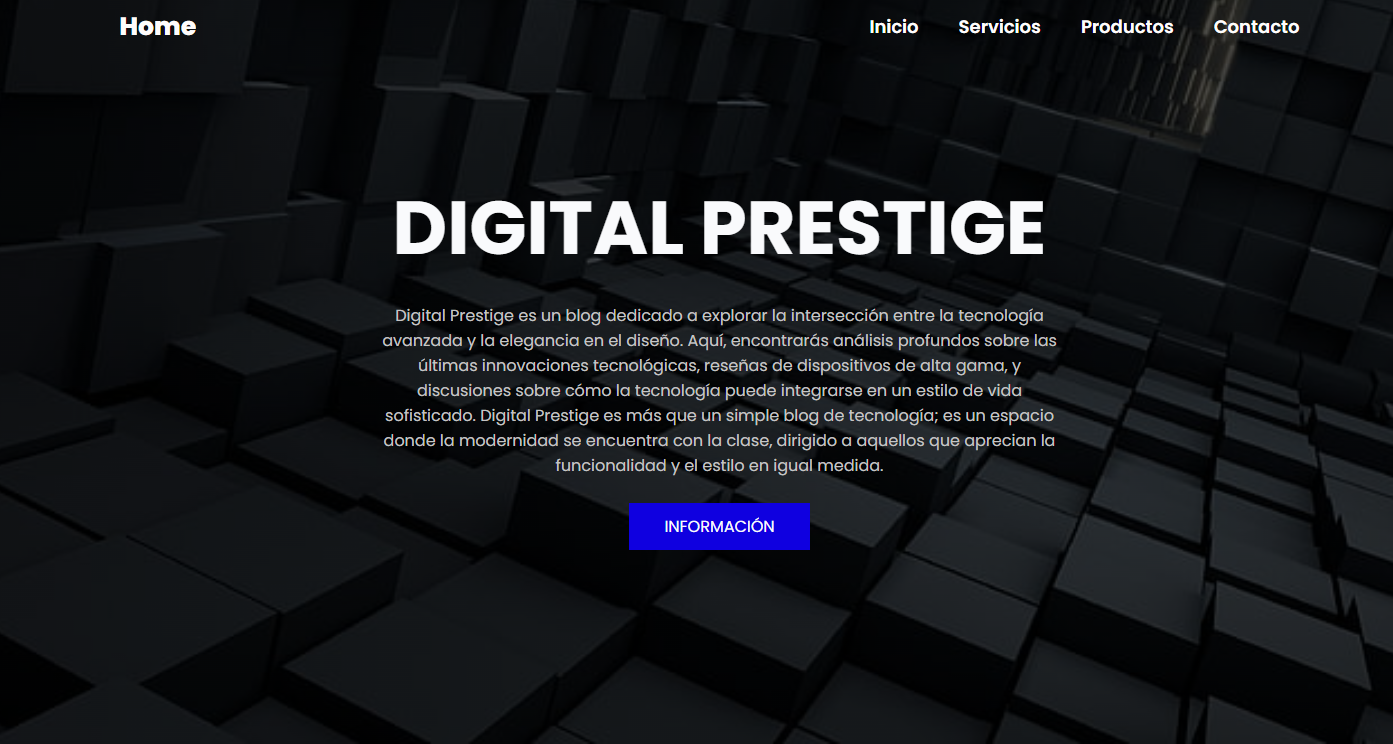 Home
Inicio Servicios Productos Contacto
DIGITAL PRESTIGE
Digital Prestige es un blog dedicado a explorar la intersección entre la tecnología
avanzada y la elegancia en el diseño. Aquí, encontrarás análisis profundos sobre las
últimas innovaciones tecnológicas, reseñas de dispositivos de alta gama, y
discusiones sobre cómo la tecnología puede integrarse en un estilo de vida
sofisticado. Digital Prestige es más que un simple blog de tecnología; es un espacio
donde la modernidad se encuentra con la clase, dirigido a aquellos que aprecian la
funcionalidad y el estilo en igual medida.
INFORMACIÓN